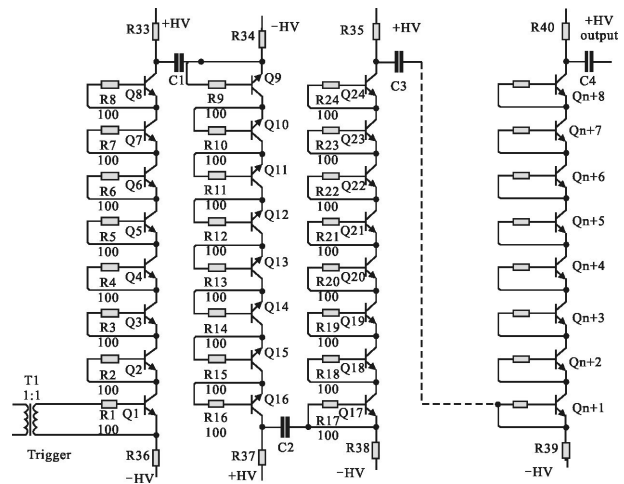 +HV
R33
C1
R8
100
Q8
R7
100
Q7
R6
100
Q6
R5
100
Q5
R4
100
Q4
R3
100
Q3
R2
100
Q2
T1
1:1
R1
100
Q1
Trigger
R36
−HV
−HV
R34
Q9
R9
100
Q10
R10
100
Q11
R11
100
Q12
R12
100
Q13
R13
100
Q14
R14
100
Q15
R15
100
Q16
R16
100
R37
+HV
C2
+HV
R35
C3
R24
100
Q24
R23
100
Q23
R22
100
Q22
R21
100
Q21
R20
100
Q20
R19
100
Q19
R18
100
Q18
R17
100
Q17
R38
−HV
R40
+HV
output
C4
Qn+8
Qn+7
Qn+6
Qn+5
Qn+4
Qn+3
Qn+2
Qn+1
R39
−HV